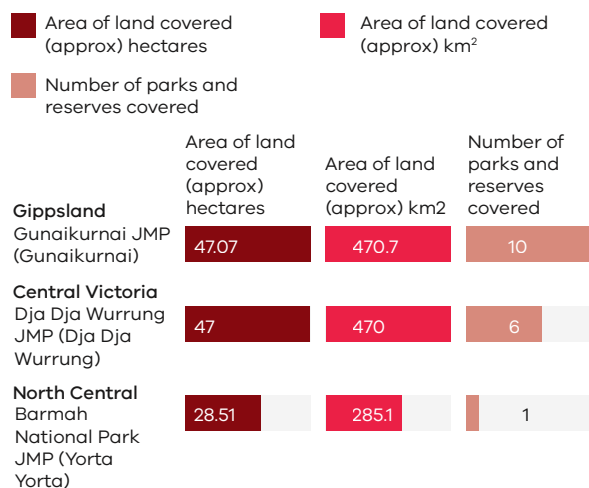 Area of land covered
(approx) hectares
Area of land covered
(approx) km²
Number of parks and
reserves covered
Area of land
covered
(approx)
hectares
Area of land
covered
(approx) km2
Number of
parks and
reserves
covered
Gippsland
Gunaikurnai JMP
(Gunaikurnai)
47.07
470.7
10
Central Victoria
Dja Dja Wurrung
JMP (Dja Dja
Wurrung)
47
470
6
North Central
Barmah
National Park
JMP (Yorta
Yorta)
28.51
285.1
1